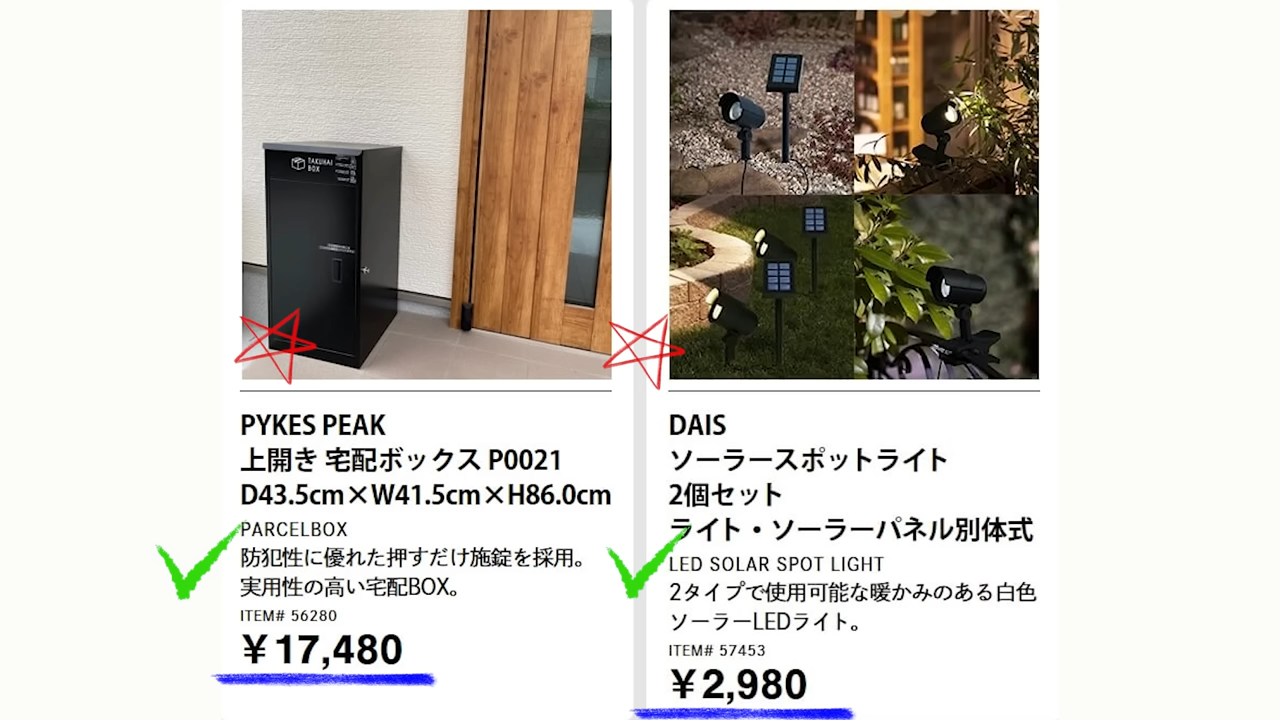 TAKUHAI
BOX
PYKES PEAK
上開き 宅配ボックス P0021
D43.5cm×W41.5cm×H86.0cm
PARCELBOX
防犯性に優れた押すだけ施錠を採用。
実用性の高い宅配BOX。
ITEM# 56280
¥17,480
DAIS
ソーラースポットライト
2個セット
ライト・ソーラーパネル別体式
LED SOLAR SPOT LIGHT
2タイプで使用可能な暖かみのある白色
ソーラーLEDライト。
ITEM# 57453
¥2,980